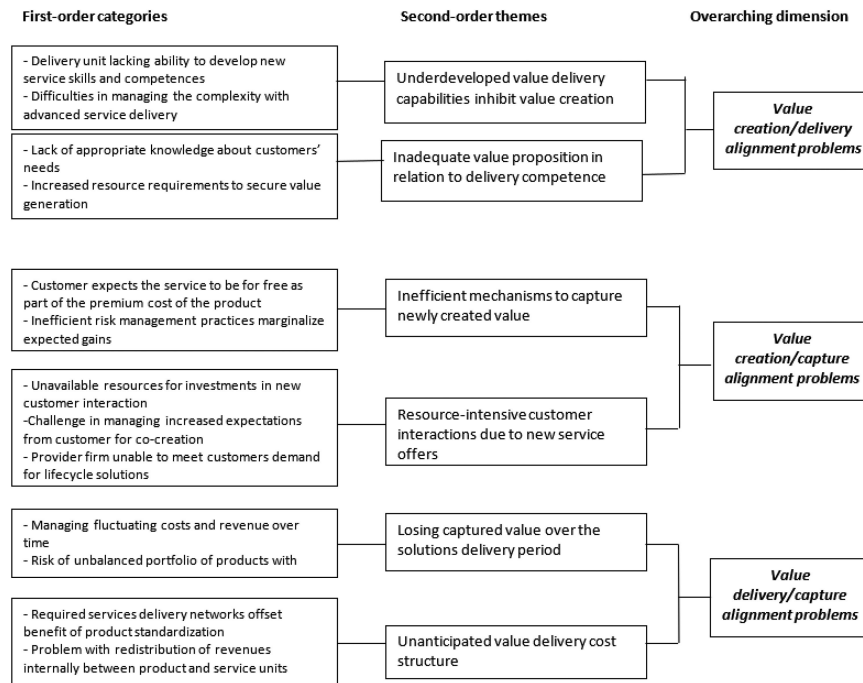 First-order categories
Second-order themes
Overarching dimension
- Delivery unit lacking ability to develop new
service skills and competences
- Difficulties in managing the complexity with
advanced service delivery
Underdeveloped value delivery
capabilities inhibit value creation
- Lack of appropriate knowledge about customers'
needs
- Increased resource requirements to secure value
generation
Inadequate value proposition in
relation to delivery competence
Value
creation/delivery
alignment problems
- Customer expects the service to be for free as
part of the premium cost of the product
- Inefficient risk management practices marginalize
expected gains
Inefficient mechanisms to capture
newly created value
- Unavailable resources for investments in new
customer interaction
-Challenge in managing increased expectations
from customer for co-creation
- Provider firm unable to meet customers demand
for lifecycle solutions
Resource-intensive customer
interactions due to new service
offers
Value
creation/capture
alignment problems
- Managing fluctuating costs and revenue over
time
- Risk of unbalanced portfolio of products with
Losing captured value over the
solutions delivery period
- Required services delivery networks offset
benefit of product standardization
- Problem with redistribution of revenues
internally between product and service units
Unanticipated value delivery cost
structure
Value
delivery/capture
alignment problems